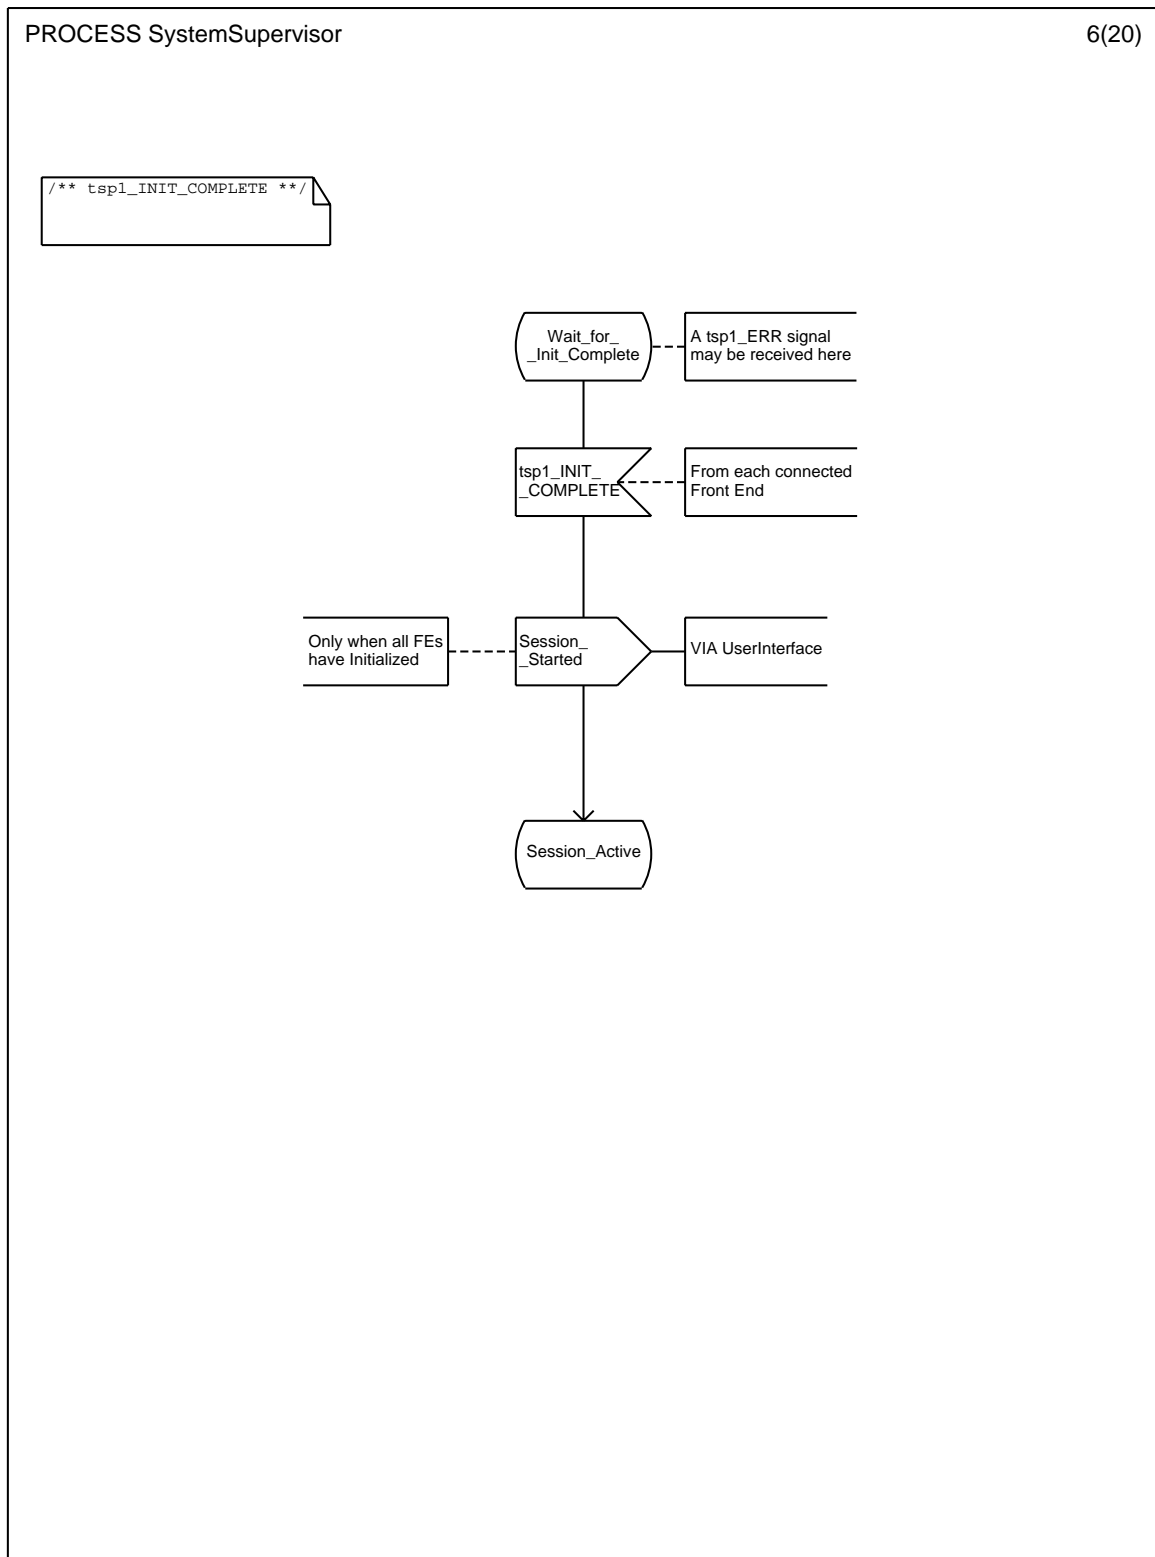 PROCESS SystemSupervisor
6(20)
/** tsp1_INIT_COMPLETE **/
Wait_for_
_Init_Complete
A tsp1_ERR signal
may be received here
tsp1_INIT_
_COMPLETE
From each connected
Front End
Only when all FEs
have Initialized
Session_
_Started
VIA UserInterface
Session_Active